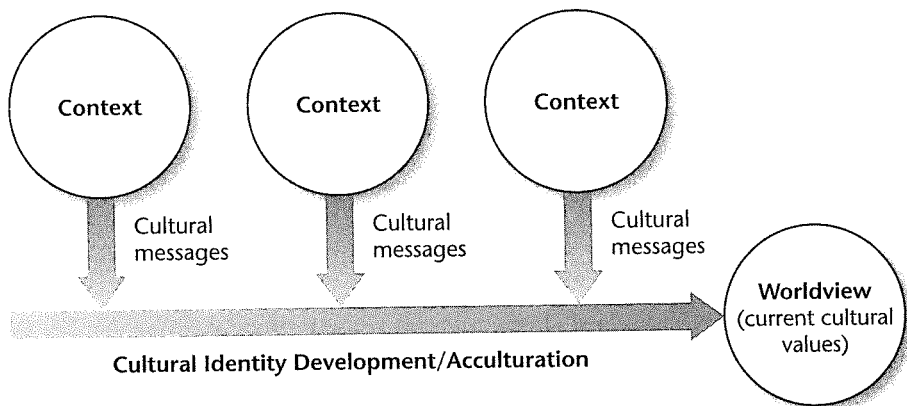 Context
Context
Context
Cultural
messages
Cultural
messages
Cultural
messages
Worldview
(current cultural
values)
Cultural Identity Development/Acculturation